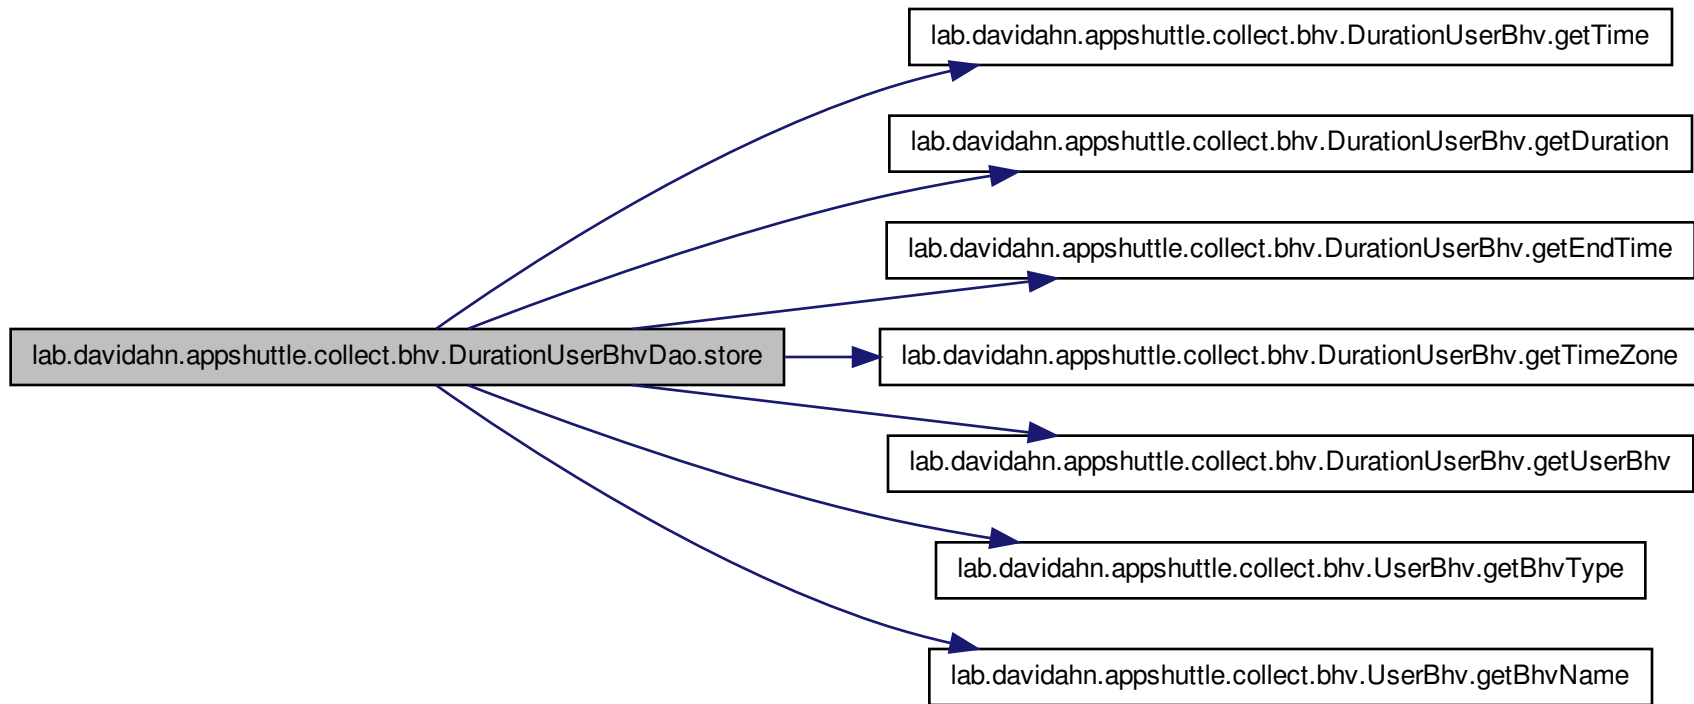 lab.davidahn.appshuttle.collect.bhv.DurationUserBhv.getTime
lab.davidahn.appshuttle.collect.bhv.DurationUserBhv.getDuration
lab.davidahn.appshuttle.collect.bhv.DurationUserBhv.getEndTime
lab.davidahn.appshuttle.collect.bhv.DurationUserBhvDao.store
lab.davidahn.appshuttle.collect.bhv.DurationUserBhv.getTimeZone
lab.davidahn.appshuttle.collect.bhv.DurationUserBhv.getUserBhv
lab.davidahn.appshuttle.collect.bhv.UserBhv.getBhvType
lab.davidahn.appshuttle.collect.bhv.UserBhv.getBhvName